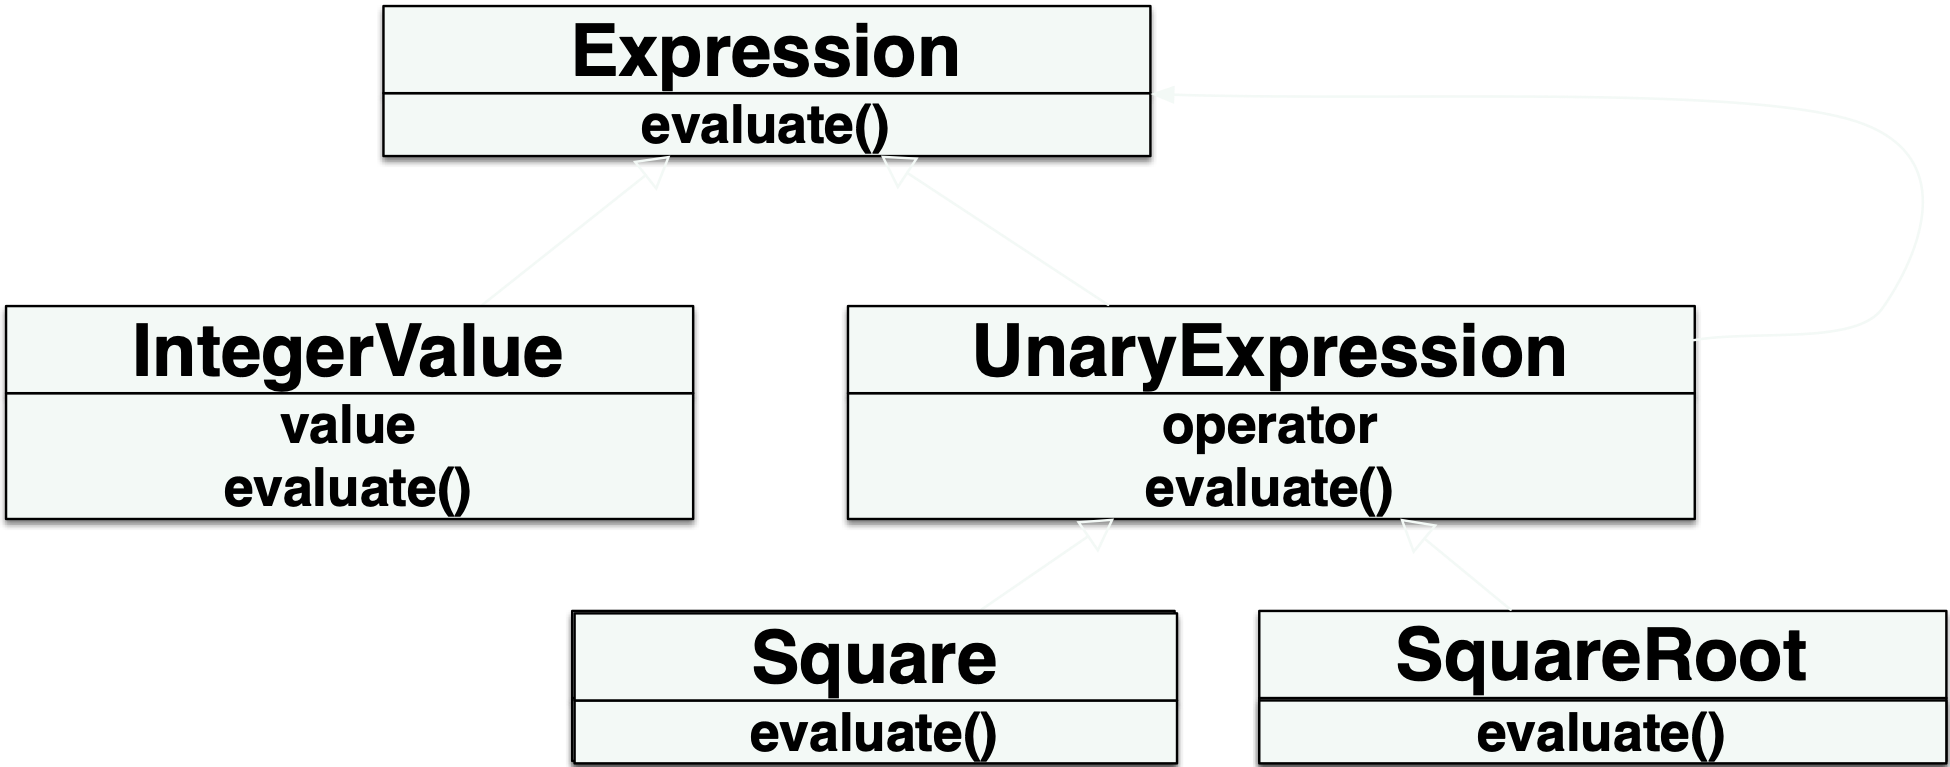 Expression
evaluate()
IntegerValue
value
evaluate()
UnaryExpression
operator
evaluate()
Square
evaluate()
SquareRoot
evaluate()